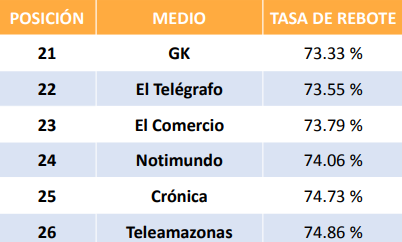 POSICIÓN MEDIO TASA DE REBOTE
21 GK 73.33 %
22 El Telégrafo 73.55 %
23 El Comercio 73.79 %
24 Notimundo 74.06 %
25 Crónica 74.73 %
26 Teleamazonas 74.86 %